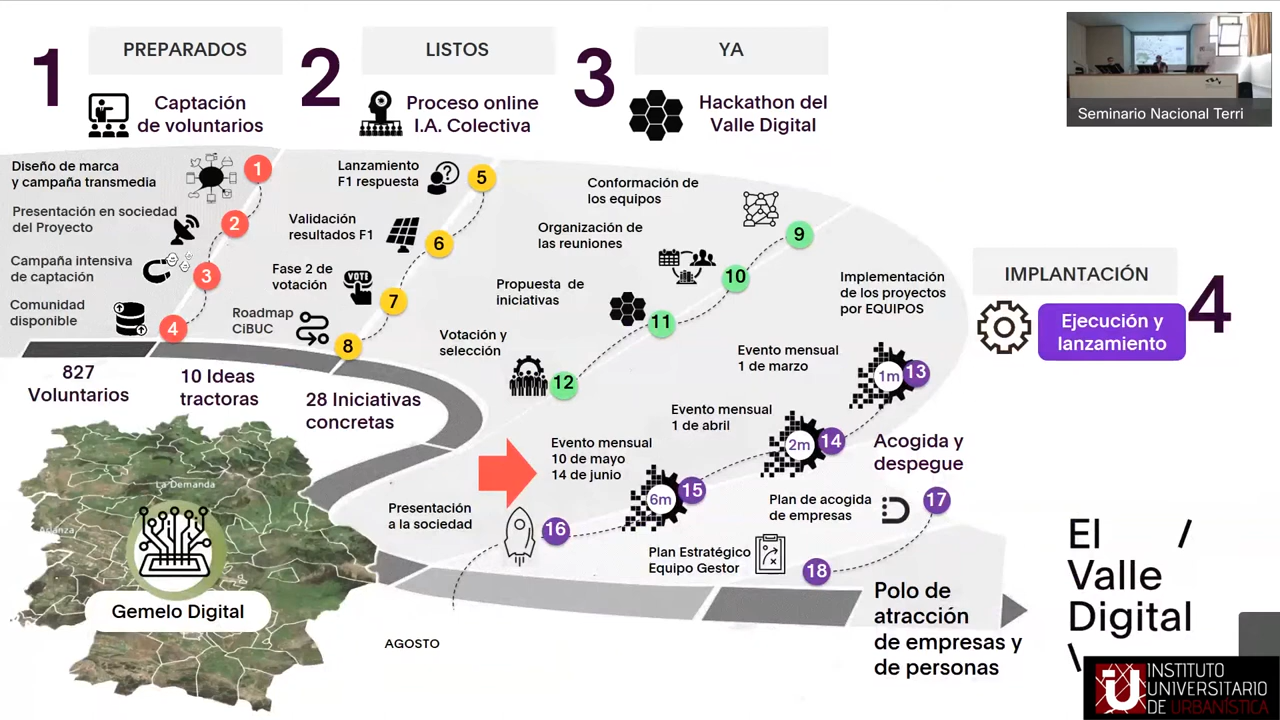 1
PREPARADOS
Captación
de voluntarios
2
LISTOS
Proceso online
I.A. Colectiva
3
YA
Hackathon del
Valle Digital
Seminario Nacional Terri
Diseño de marca
y campaña transmedia
1
Presentación en sociedad
del Proyecto
2
Campaña intensiva
de captación
3
Comunidad
disponible
4
Lanzamiento
F1 respuesta
5
Validación
resultados F1
6
Fase 2 de
votación
VOTE
7
Roadmap
CiBUC
8
Conformación de
los equipos
9
Organización de
las reuniones
10
Propuesta de
iniciativas
11
Votación y
selección
12
827
Voluntarios
10 Ideas
tractoras
28 Iniciativas
concretas
IMPLANTACIÓN
4
Ejecución y
lanzamiento
Implementación
de los proyectos
por EQUIPOS
Evento mensual
1 de marzo
1m
13
Evento mensual
1 de abril
2m
14
Evento mensual
10 de mayo
14 de junio
6m
15
Presentación
a la sociedad
16
Acogida y
despegue
Plan de acogida
de empresas
17
Plan Estratégico
Equipo Gestor
18
Polo de
atracción
de empresas y
de personas
La Demanda
Arlanza
Gemelo Digital
AGOSTO
El /
Valle
Digital
\
iU
INSTITUTO
UNIVERSITARIO
DE URBANÍSTICA